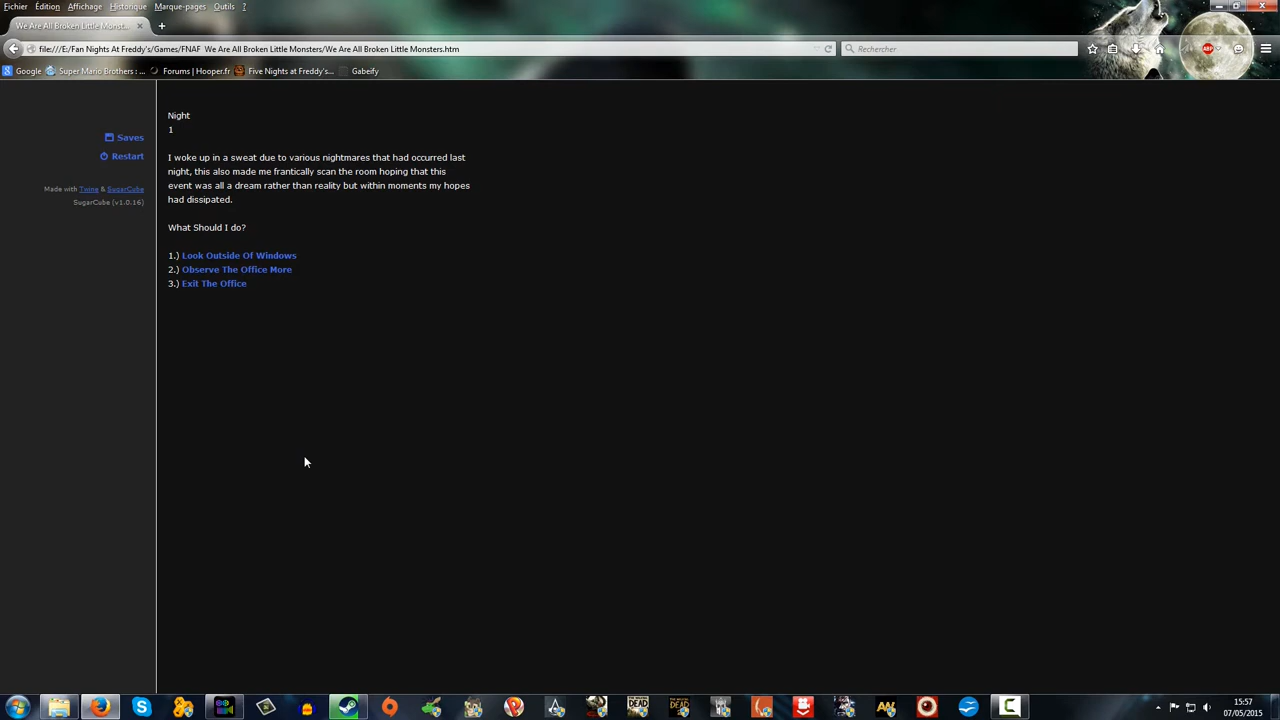 Fichier Édition Affichage Historique Marque-pages Outils ?
We Are All Broken Little Monst...
file:///E:/Fan Nights At Freddy's/Games/FNAF We Are All Broken Little Monsters/We Are All Broken Little Monsters.htm
Rechercher
ABP
Google
Super Mario Brothers : ...
Forums | Hooper.fr
Five Nights at Freddy's...
Gabeify
Saves
Restart
Made with Twine & SugarCube
SugarCube (v1.0.16)
Night
1
I woke up in a sweat due to various nightmares that had occurred last
night, this also made me frantically scan the room hoping that this
event was all a dream rather than reality but within moments my hopes
had dissipated.
What Should I do?
1.) Look Outside Of Windows
2.) Observe The Office More
3.) Exit The Office
15:57
07/05/2015